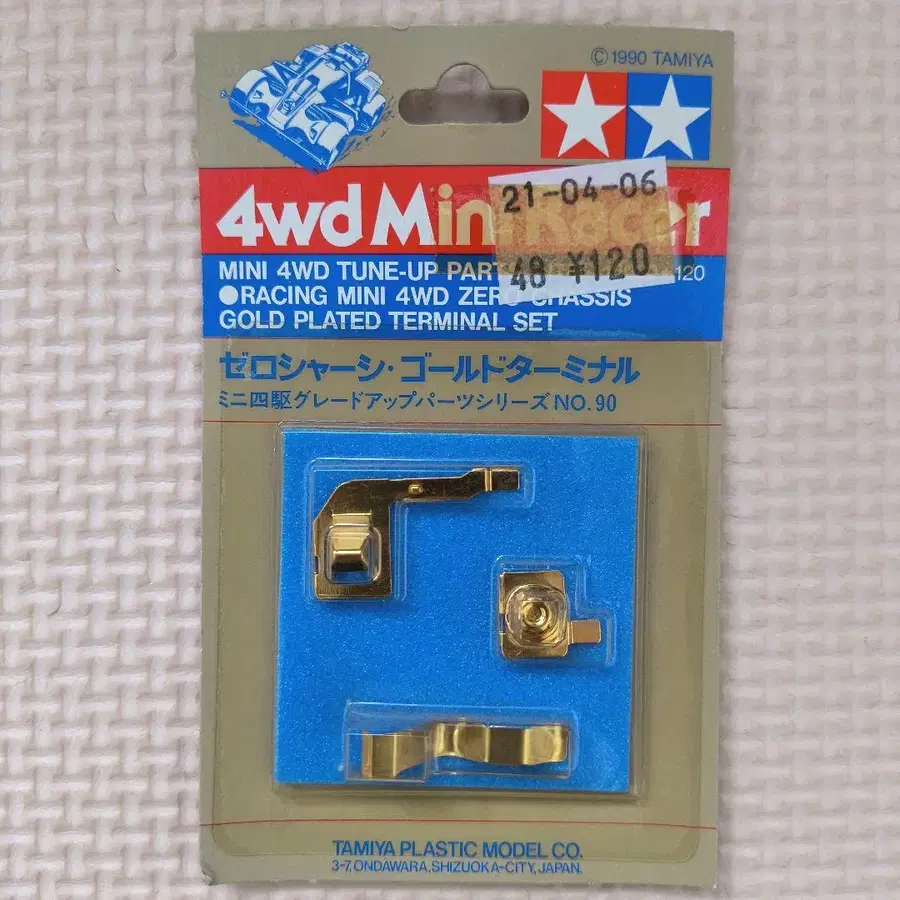 © 1990 TAMIYA
4wd Mini Racer
21-04-06
48 ¥120
MINI 4WD TUNE-UP PART
120
●RACING MINI 4WD ZERO CHASSIS
GOLD PLATED TERMINAL SET
ゼロシャーシ・ゴールドターミナル
ミニ四駆グレードアップパーツシリーズ NO. 90
TAMIYA PLASTIC MODEL CO.
3-7, ONDAWARA, SHIZUOKA-CITY, JAPAN.